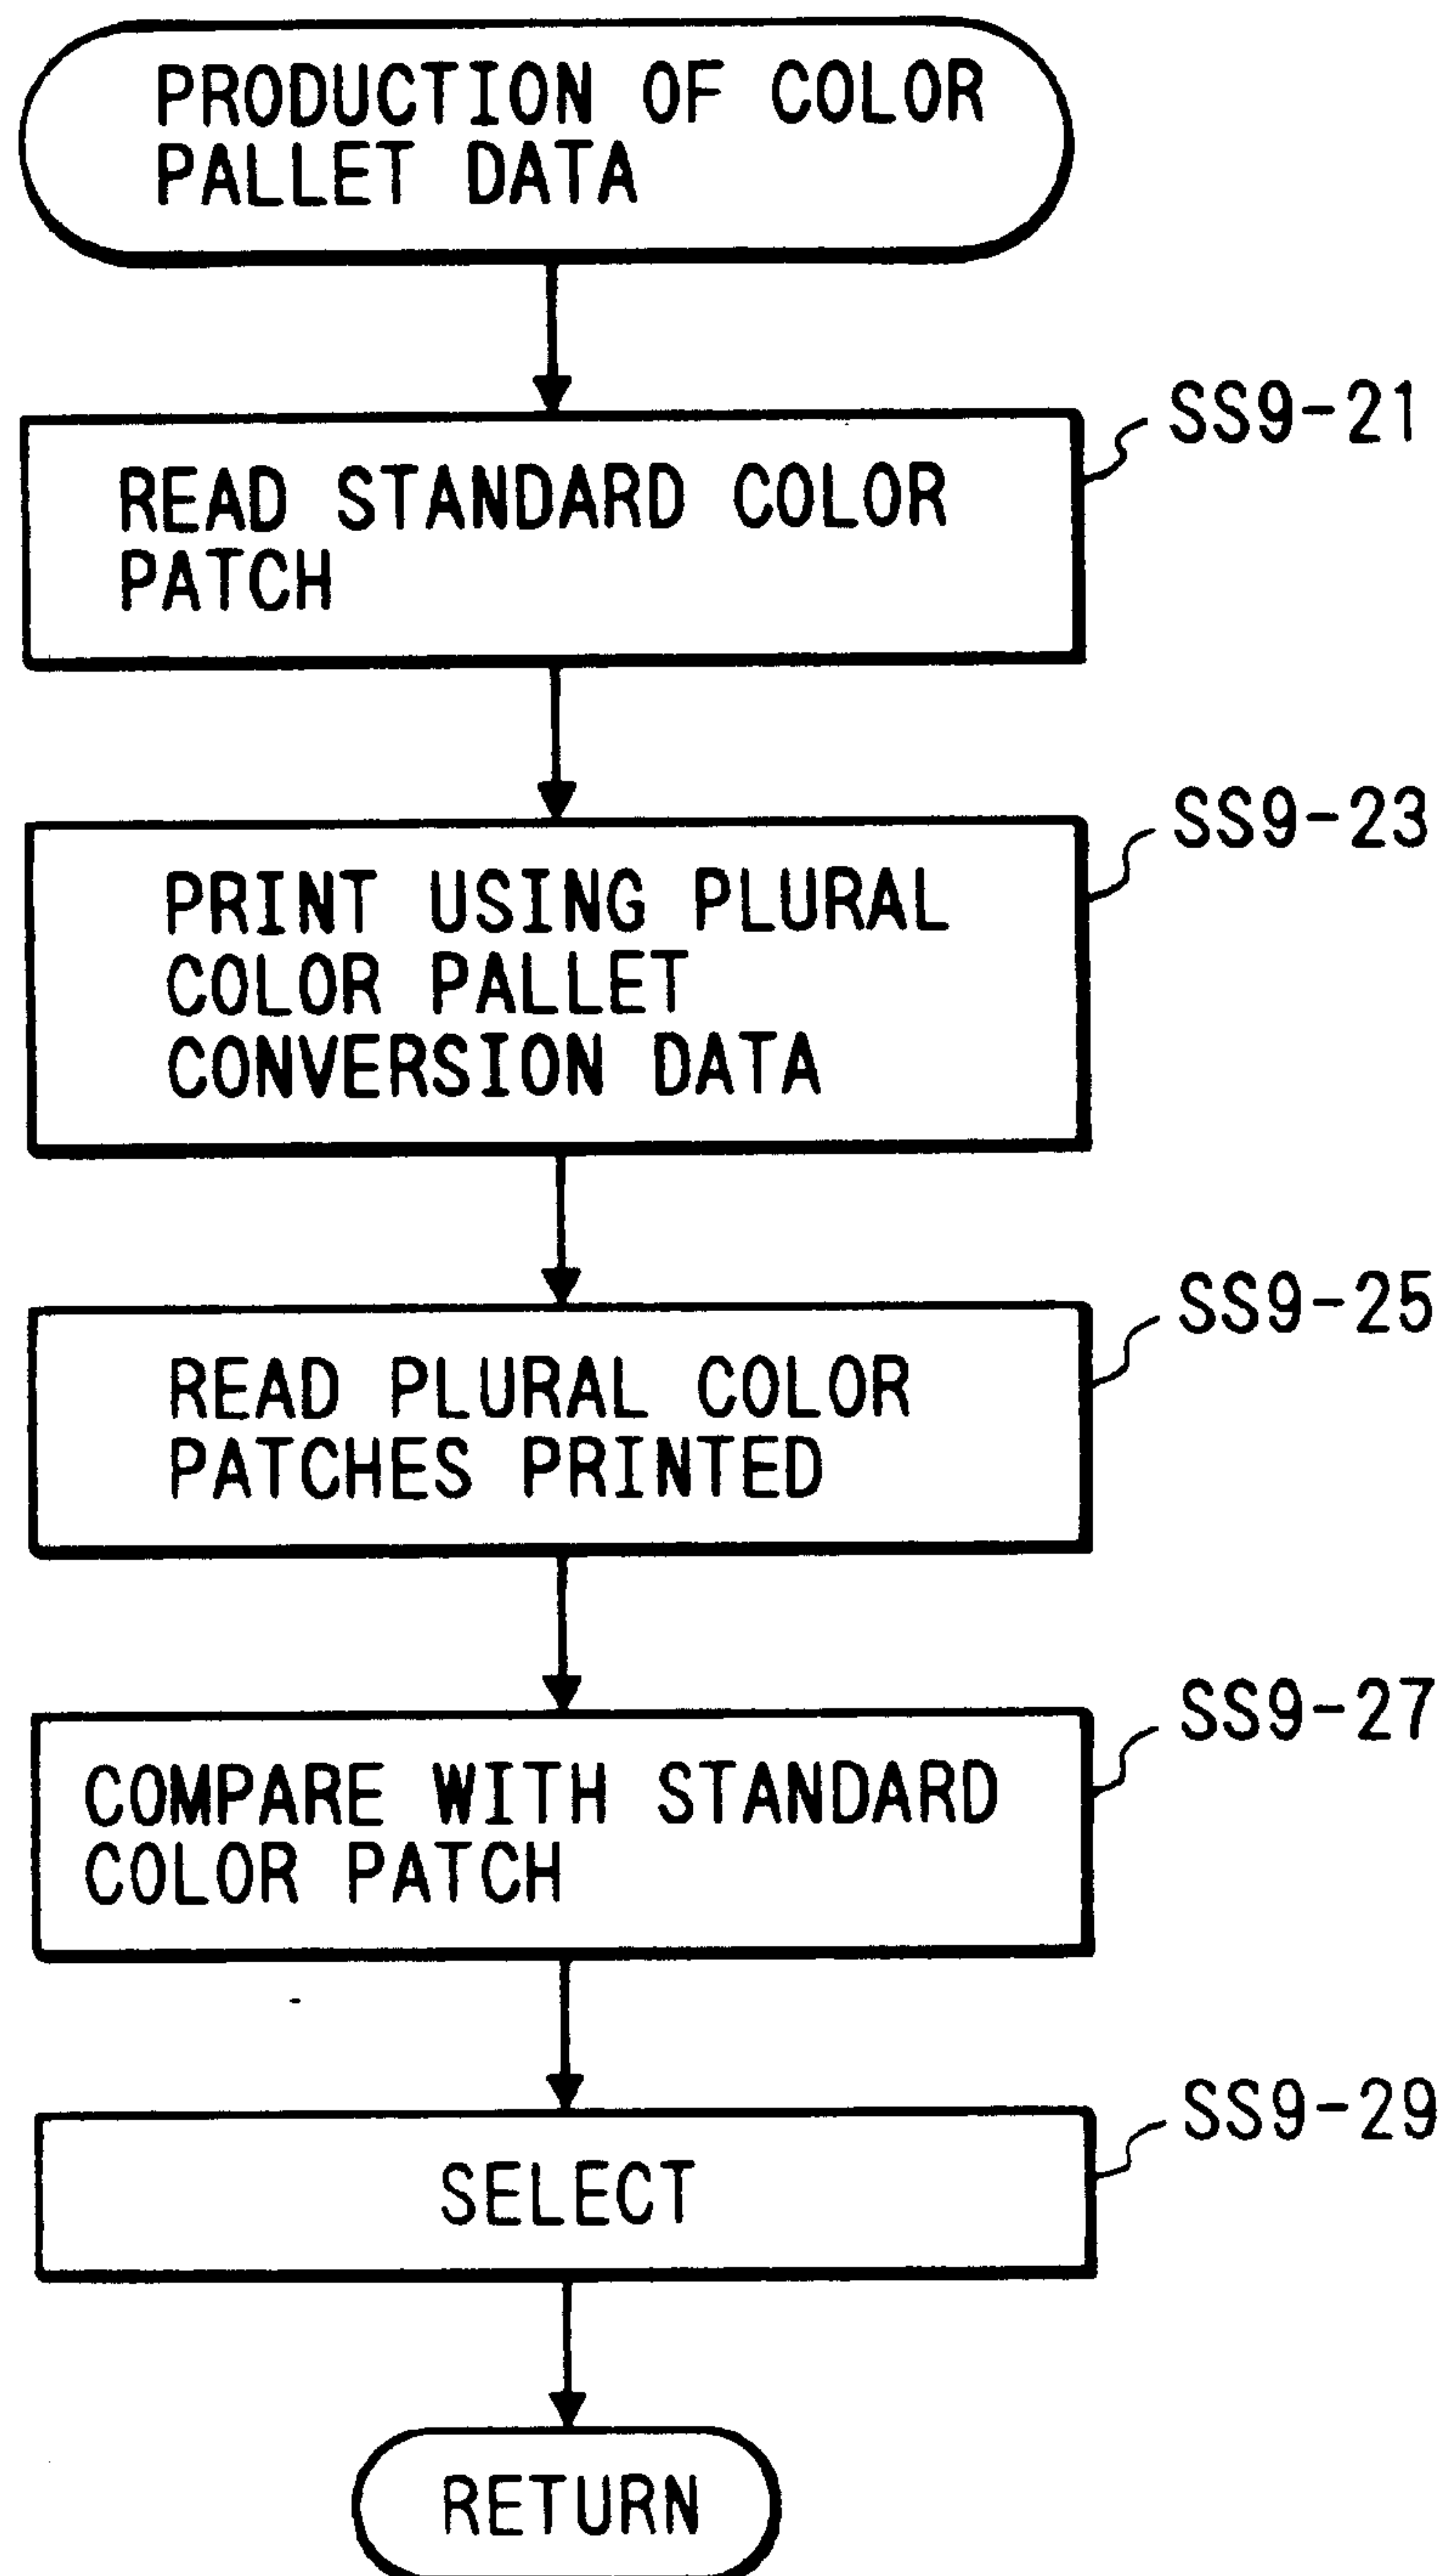 PRODUCTION OF COLOR
PALLET DATA
SS9-21
READ STANDARD COLOR
PATCH
SS9-23
PRINT USING PLURAL
COLOR PALLET
CONVERSION DATA
SS9-25
READ PLURAL COLOR
PATCHES PRINTED
SS9-27
COMPARE WITH STANDARD
COLOR PATCH
SS9-29
SELECT
RETURN